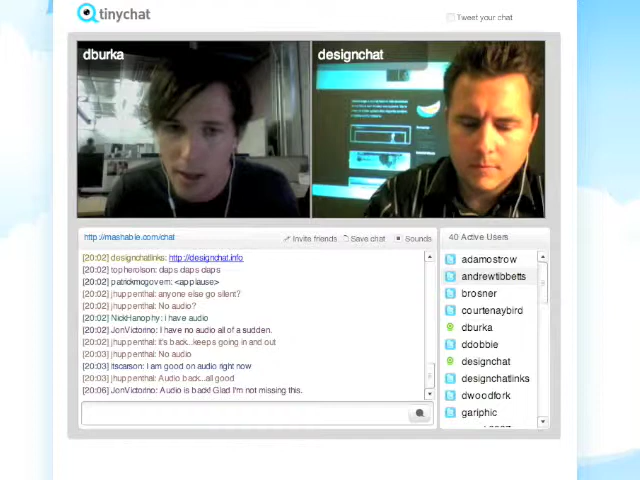 tinychat
Tweet your chat
dburka
designchat
http://mashable.com/chat
Invite friends
Save chat
Sounds
40 Active Users
[20:02] designchatlinks: http://designchat.info
[20:02] topherolson: daps daps daps
[20:02] patrickmcgovern: <applause>
[20:02] jhuppenthal: anyone else go silent?
[20:02] jhuppenthal: No audio?
[20:02] NickHanophy: i have audio
[20:02] JonVictorino: I have no audio all of a sudden.
[20:02] jhuppenthal: it's back...keeps going in and out
[20:03] jhuppenthal: No audio
[20:03] itscarson: I am good on audio right now
[20:03] jhuppenthal: Audio back...all good
[20:06] JonVictorino: Audio is back! Glad I'm not missing this.
adamostrow
andrewtibbetts
brosner
courtenaybird
dburka
ddobbie
designchat
designchatlinks
dwoodfork
gariphic